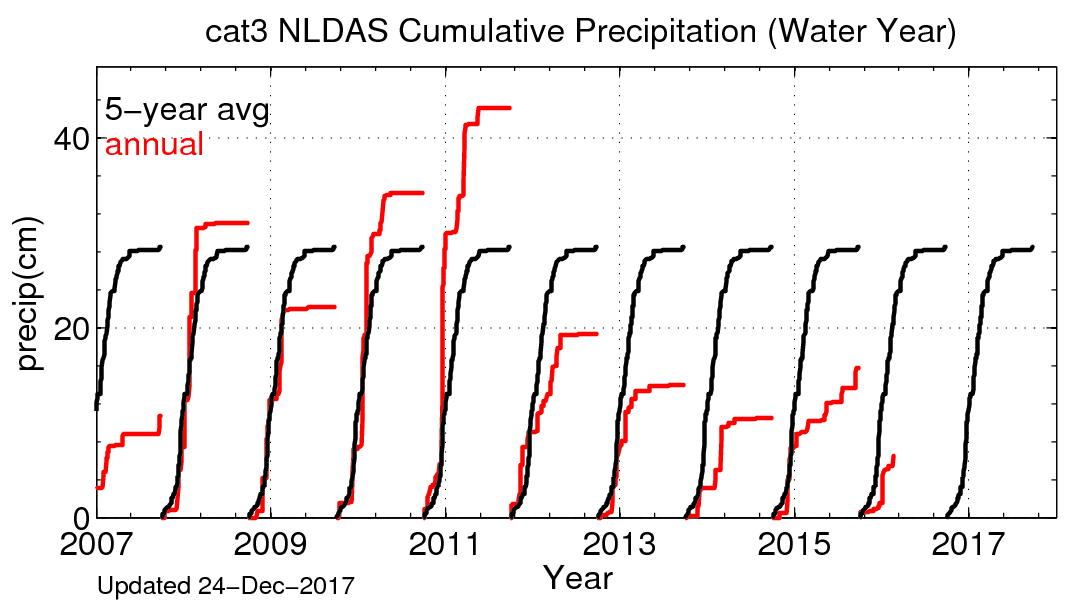 cat3 NLDAS Cumulative Precipitation (Water Year)
5−year avg
annual
40
20
0
precip(cm)
2007 2009 2011 2013 2015 2017
Year
Updated 24−Dec−2017